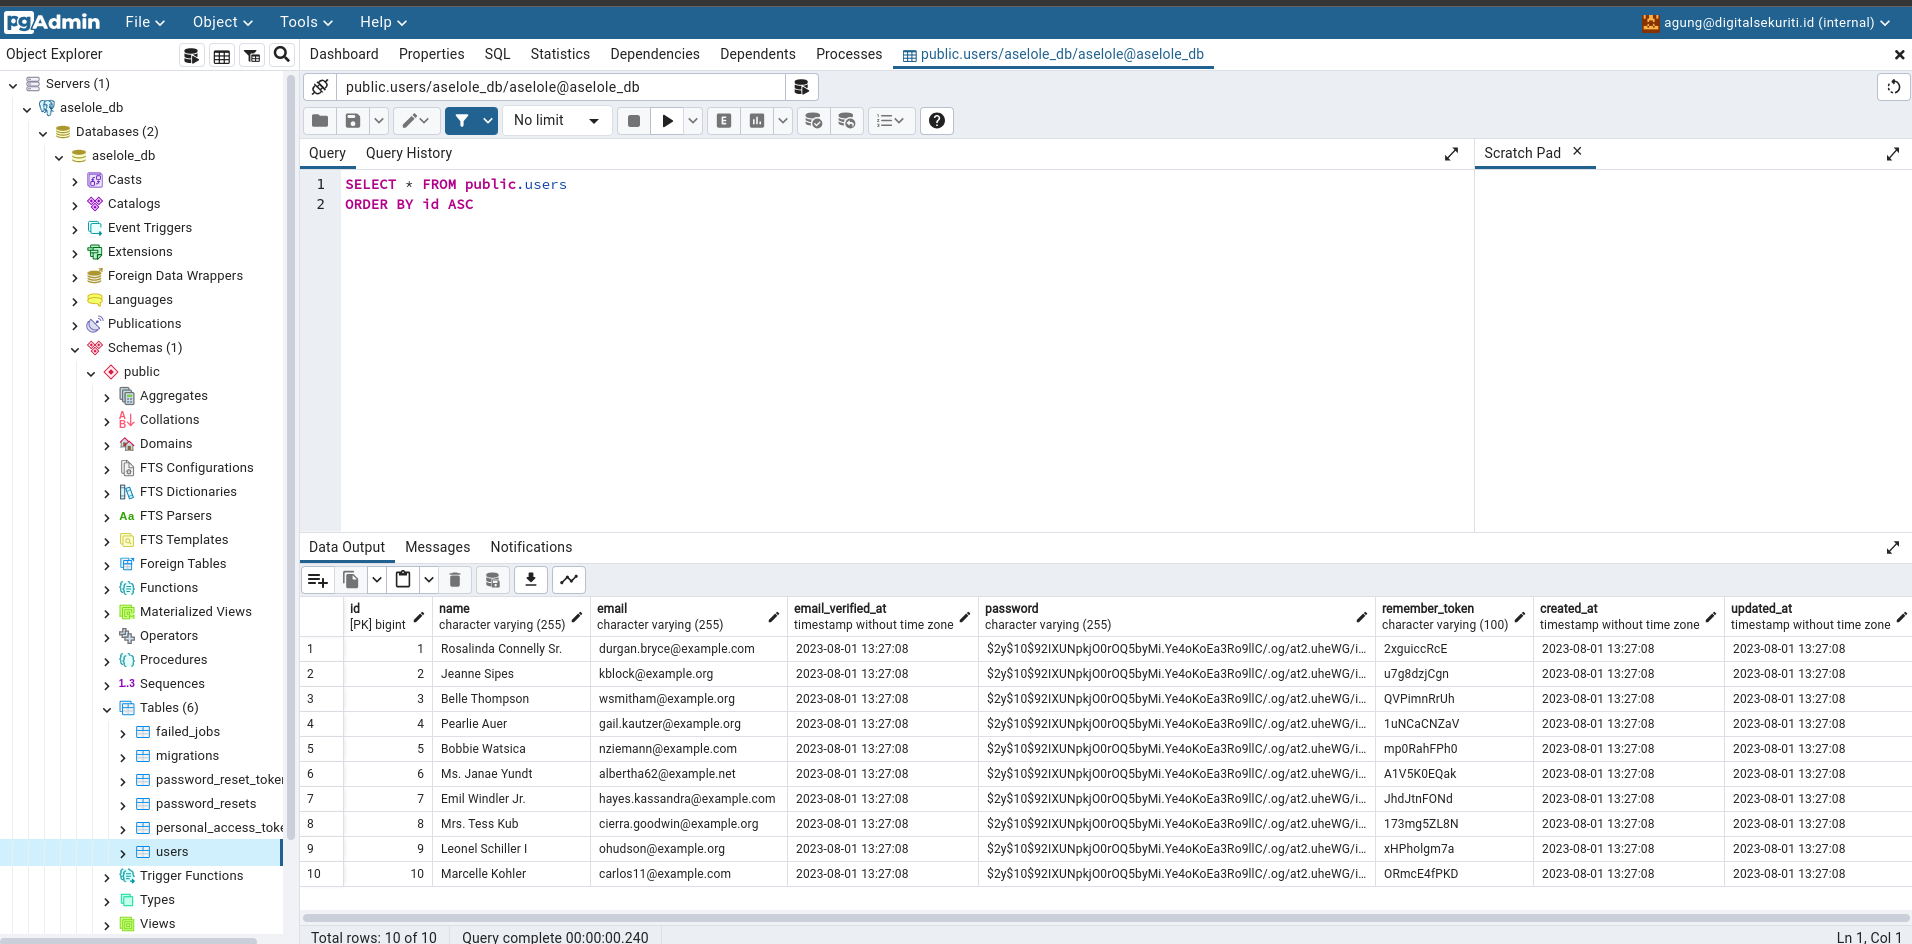 pgAdmin File Object Tools Help agung@digitalsekuriti.id (internal)
Object Explorer
Dashboard Properties SQL Statistics Dependencies Dependents Processes public.users/aselole_db/aselole@aselole_db
Servers (1)
aselole_db
Databases (2)
aselole_db
Casts
Catalogs
Event Triggers
Extensions
Foreign Data Wrappers
Languages
Publications
Schemas (1)
public
Aggregates
Collations
Domains
FTS Configurations
FTS Dictionaries
Aa FTS Parsers
FTS Templates
Foreign Tables
Functions
Materialized Views
Operators
Procedures
1..3 Sequences
Tables (6)
failed_jobs
migrations
password_reset_toker
password_resets
personal_access_toke
users
Trigger Functions
Types
Views
public.users/aselole_db/aselole@aselole_db
No limit E
Query Query History
Scratch Pad
1 SELECT * FROM public.users
2 ORDER BY id ASC
Data Output Messages Notifications
id name email email_verified_at password remember_token created_at updated_at
[PK] bigint character varying (255) character varying (255) timestamp without time zone character varying (255) character varying (100) timestamp without time zone timestamp without time zone
1 1 Rosalinda Connelly Sr. durgan.bryce@example.com 2023-08-01 13:27:08 $2y$10$92IXUNpkjO0rOQ5byMi.Ye4oKoEa3Ro9llC/.og/at2.uheWG/i... 2xguiccRcE 2023-08-01 13:27:08 2023-08-01 13:27:08
2 2 Jeanne Sipes kblock@example.org 2023-08-01 13:27:08 $2y$10$92IXUNpkjO0rOQ5byMi.Ye4oKoEa3Ro9llC/.og/at2.uheWG/i... u7g8dzjCgn 2023-08-01 13:27:08 2023-08-01 13:27:08
3 3 Belle Thompson wsmitham@example.org 2023-08-01 13:27:08 $2y$10$92IXUNpkjO0rOQ5byMi.Ye4oKoEa3Ro9llC/.og/at2.uheWG/i... QVPimnRrUh 2023-08-01 13:27:08 2023-08-01 13:27:08
4 4 Pearlie Auer gail.kautzer@example.org 2023-08-01 13:27:08 $2y$10$92IXUNpkjO0rOQ5byMi.Ye4oKoEa3Ro9llC/.og/at2.uheWG/i... 1uNCaCNZaV 2023-08-01 13:27:08 2023-08-01 13:27:08
5 5 Bobbie Watsica nziemann@example.com 2023-08-01 13:27:08 $2y$10$92IXUNpkjO0rOQ5byMi.Ye4oKoEa3Ro9llC/.og/at2.uheWG/i... mp0RahFPh0 2023-08-01 13:27:08 2023-08-01 13:27:08
6 6 Ms. Janae Yundt albertha62@example.net 2023-08-01 13:27:08 $2y$10$92IXUNpkjO0rOQ5byMi.Ye4oKoEa3Ro9llC/.og/at2.uheWG/i... A1V5K0EQak 2023-08-01 13:27:08 2023-08-01 13:27:08
7 7 Emil Windler Jr. hayes.kassandra@example.com 2023-08-01 13:27:08 $2y$10$92IXUNpkjO0rOQ5byMi.Ye4oKoEa3Ro9llC/.og/at2.uheWG/i... JhdJtnFONd 2023-08-01 13:27:08 2023-08-01 13:27:08
8 8 Mrs. Tess Kub cierra.goodwin@example.org 2023-08-01 13:27:08 $2y$10$92IXUNpkjO0rOQ5byMi.Ye4oKoEa3Ro9llC/.og/at2.uheWG/i... 173mg5ZL8N 2023-08-01 13:27:08 2023-08-01 13:27:08
9 9 Leonel Schiller I ohudson@example.org 2023-08-01 13:27:08 $2y$10$92IXUNpkjO0rOQ5byMi.Ye4oKoEa3Ro9llC/.og/at2.uheWG/i... xHPholgm7a 2023-08-01 13:27:08 2023-08-01 13:27:08
10 10 Marcelle Kohler carlos11@example.com 2023-08-01 13:27:08 $2y$10$92IXUNpkjO0rOQ5byMi.Ye4oKoEa3Ro9llC/.og/at2.uheWG/i... ORmcE4fPKD 2023-08-01 13:27:08 2023-08-01 13:27:08
Total rows: 10 of 10 Query complete 00:00:00.240 Ln 1, Col 1